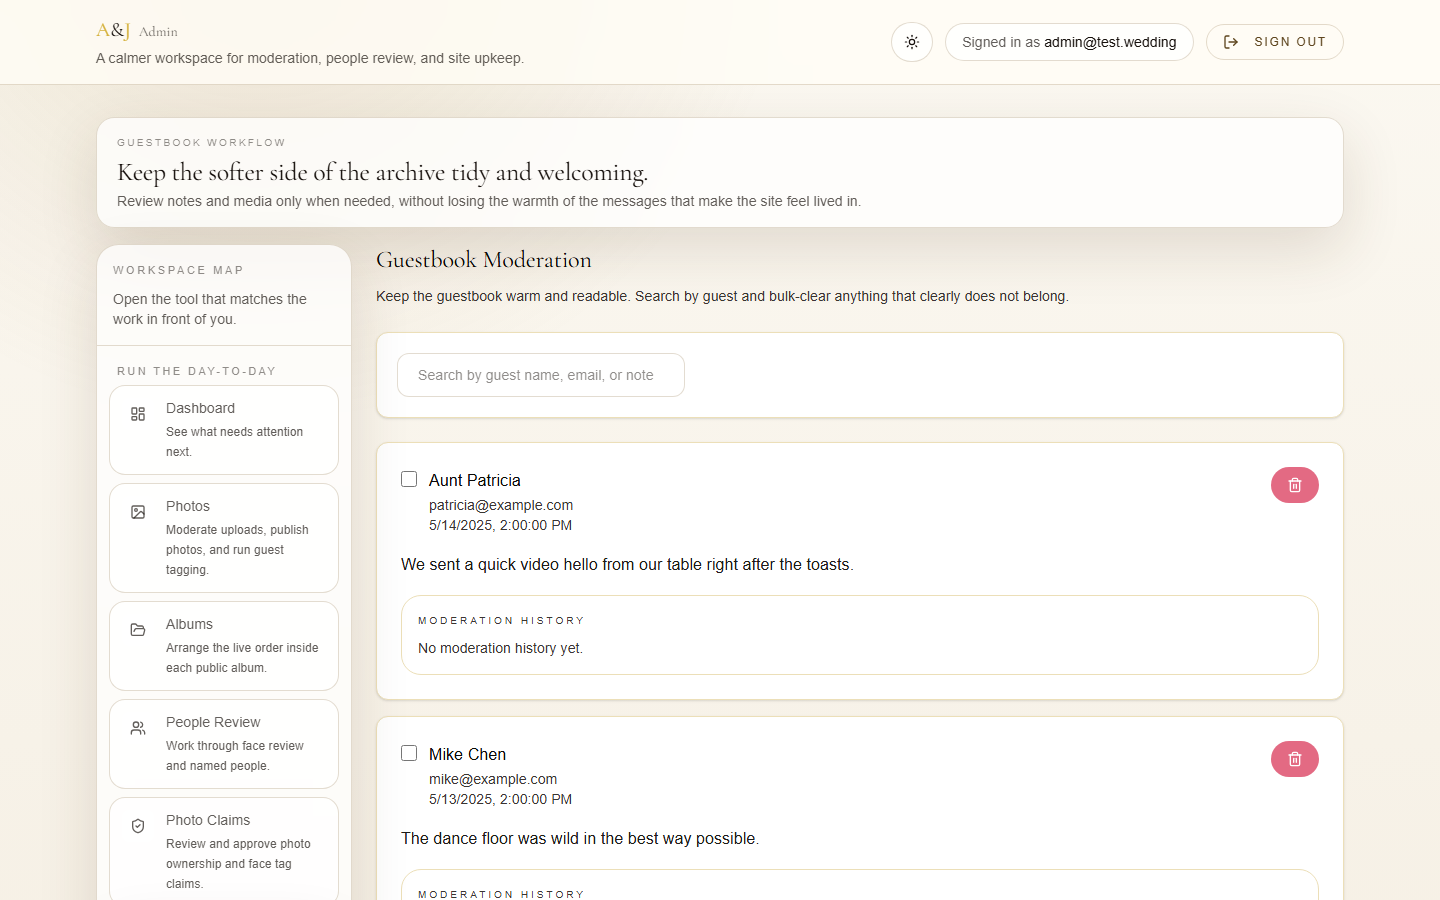 A&J Admin
A calmer workspace for moderation, people review, and site upkeep.
Signed in as admin@test.wedding
SIGN OUT
GUESTBOOK WORKFLOW
Keep the softer side of the archive tidy and welcoming.
Review notes and media only when needed, without losing the warmth of the messages that make the site feel lived in.
WORKSPACE MAP
Open the tool that matches the
work in front of you.
RUN THE DAY-TO-DAY
Dashboard
See what needs attention
next.
Photos
Moderate uploads, publish
photos, and run guest
tagging.
Albums
Arrange the live order inside
each public album.
People Review
Work through face review
and named people.
Photo Claims
Review and approve photo
ownership and face tag
claims.
Guestbook Moderation
Keep the guestbook warm and readable. Search by guest and bulk-clear anything that clearly does not belong.
Search by guest name, email, or note
Aunt Patricia
patricia@example.com
5/14/2025, 2:00:00 PM
We sent a quick video hello from our table right after the toasts.
MODERATION HISTORY
No moderation history yet.
Mike Chen
mike@example.com
5/13/2025, 2:00:00 PM
The dance floor was wild in the best way possible.
MODERATION HISTORY